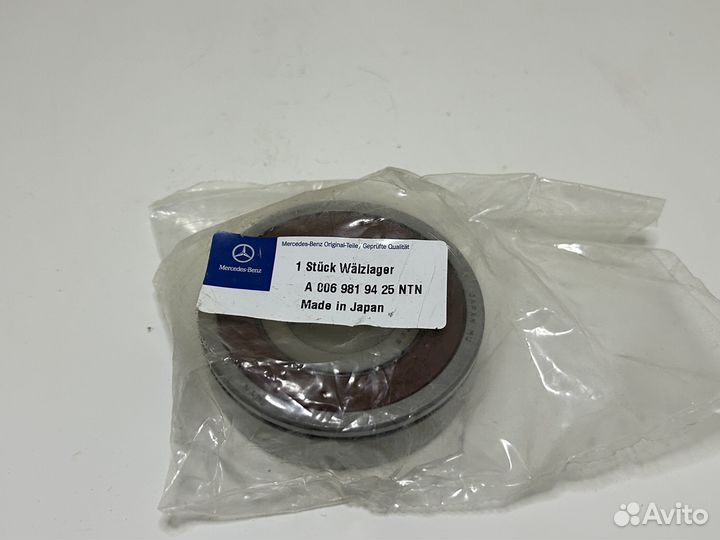 Mercedes-Benz Original-Teile, Geprüfte Qualität
Mercedes-Benz
1 Stück Wälzlager
A 006 981 94 25 NTN
Made in Japan
JAPAN
Avito